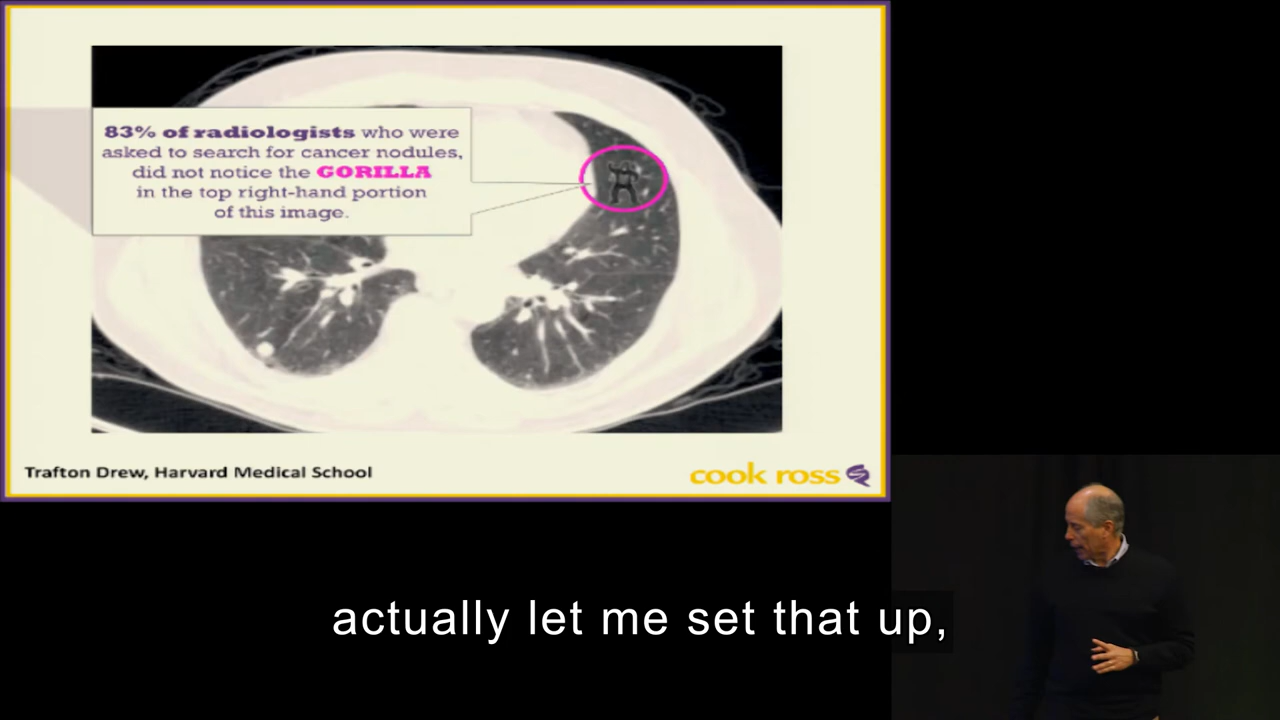 83% of radiologists who were
asked to search for cancer nodules,
did not notice the GORILLA
in the top right-hand portion
of this image.
Trafton Drew, Harvard Medical School
cook ross
actually let me set that up,